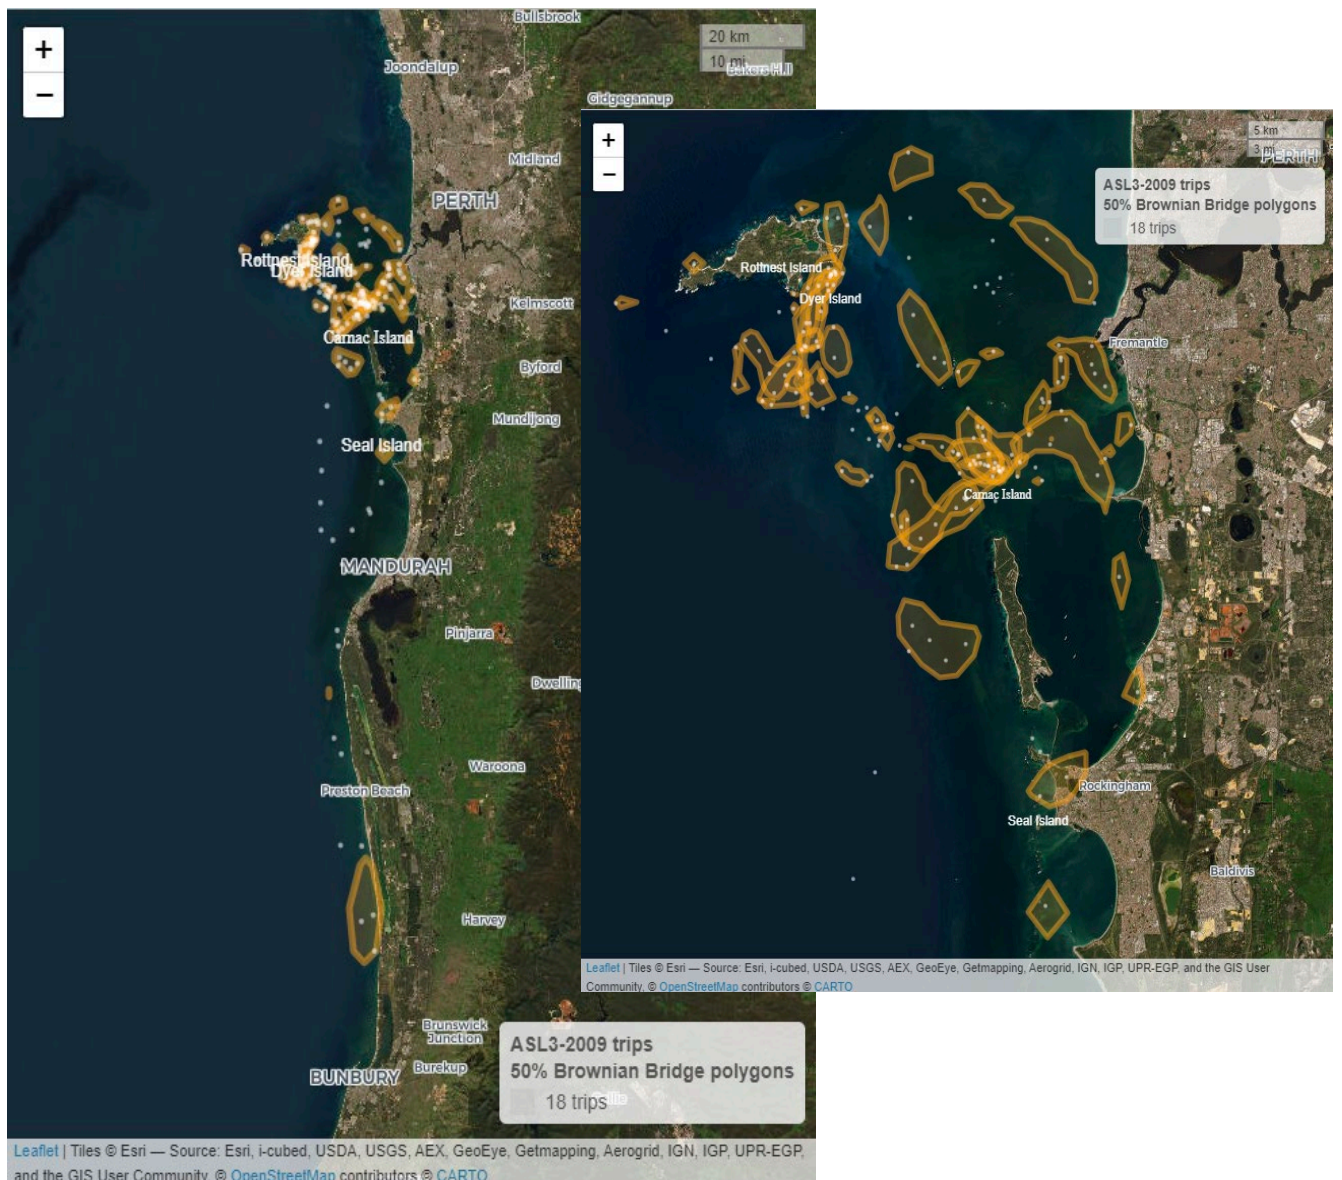 Bullsbrook
+
20 km
Joondalup
10 mi
Bakers Hill
−
Gidgegannup
Midland
PERTH
Rottnest Island
Dyer Island
Kelmscott
Carnac Island
Byford
Mundijong
Seal Island
MANDURAH
Pinjarra
Waroona
Preston Beach
Harvey
Brunswick
Junction
Burekup
BUNBURY
ASL3-2009 trips
50% Brownian Bridge polygons
18 trips
Leaflet | Tiles © Esri — Source: Esri, i-cubed, USDA, USGS, AEX, GeoEye, Getmapping, Aerogrid, IGN, IGP, UPR-EGP,
and the GIS User Community, © OpenStreetMap contributors © CARTO
+
−
5 km
3 mi
PERTH
ASL3-2009 trips
50% Brownian Bridge polygons
18 trips
Rottnest Island
Dyer Island
Fremantle
Carnac Island
Rockingham
Seal Island
Baldivis
Leaflet | Tiles © Esri — Source: Esri, i-cubed, USDA, USGS, AEX, GeoEye, Getmapping, Aerogrid, IGN, IGP, UPR-EGP, and the GIS User
Community, © OpenStreetMap contributors © CARTO